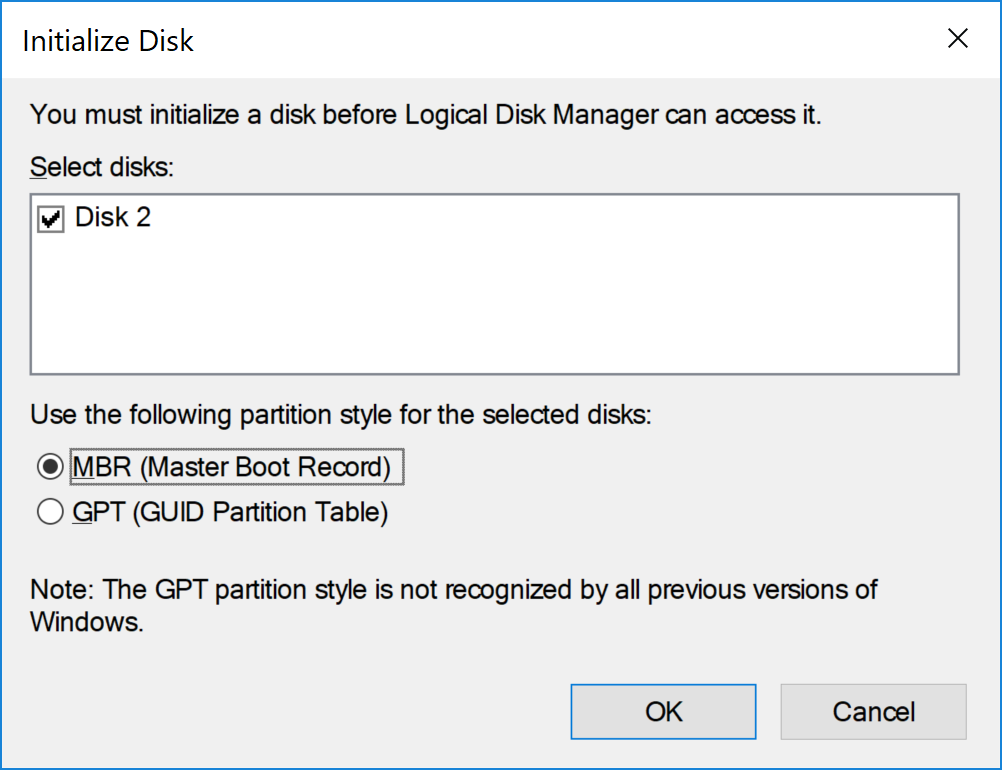 Initialize Disk
You must initialize a disk before Logical Disk Manager can access it.
Select disks:
Disk 2
Use the following partition style for the selected disks:
MBR (Master Boot Record)
GPT (GUID Partition Table)
Note: The GPT partition style is not recognized by all previous versions of
Windows.
OK
Cancel